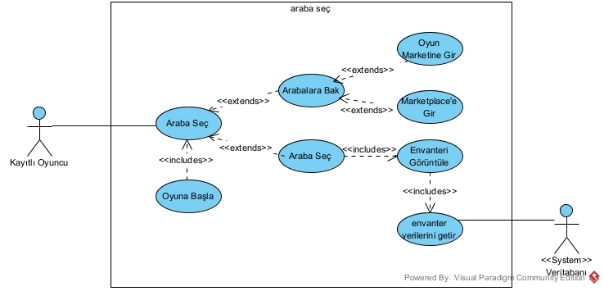 araba seç
Oyun
Marketine Gir
<<extends>>
Arabalara Bak
<<extends>>
<<extends>>
Marketplace'e
Gir
Araba Seç
Kayıtlı Oyuncu
<<extends>>
Araba Seç
<<includes>>
Envanteri
Görüntüle
<<includes>>
Oyuna Başla
<<includes>>
envanter
verilerini getir
<<System>>
Veritabanı
Powered By: Visual Paradigm Community Edition